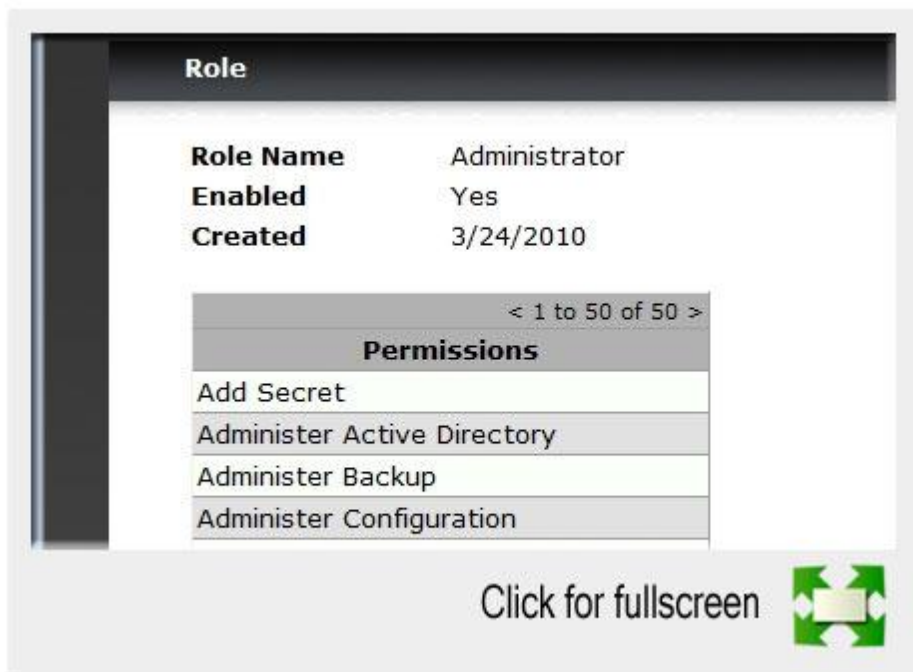 Role
Role Name Administrator
Enabled Yes
Created 3/24/2010
< 1 to 50 of 50 >
Permissions
Add Secret
Administer Active Directory
Administer Backup
Administer Configuration
Click for fullscreen